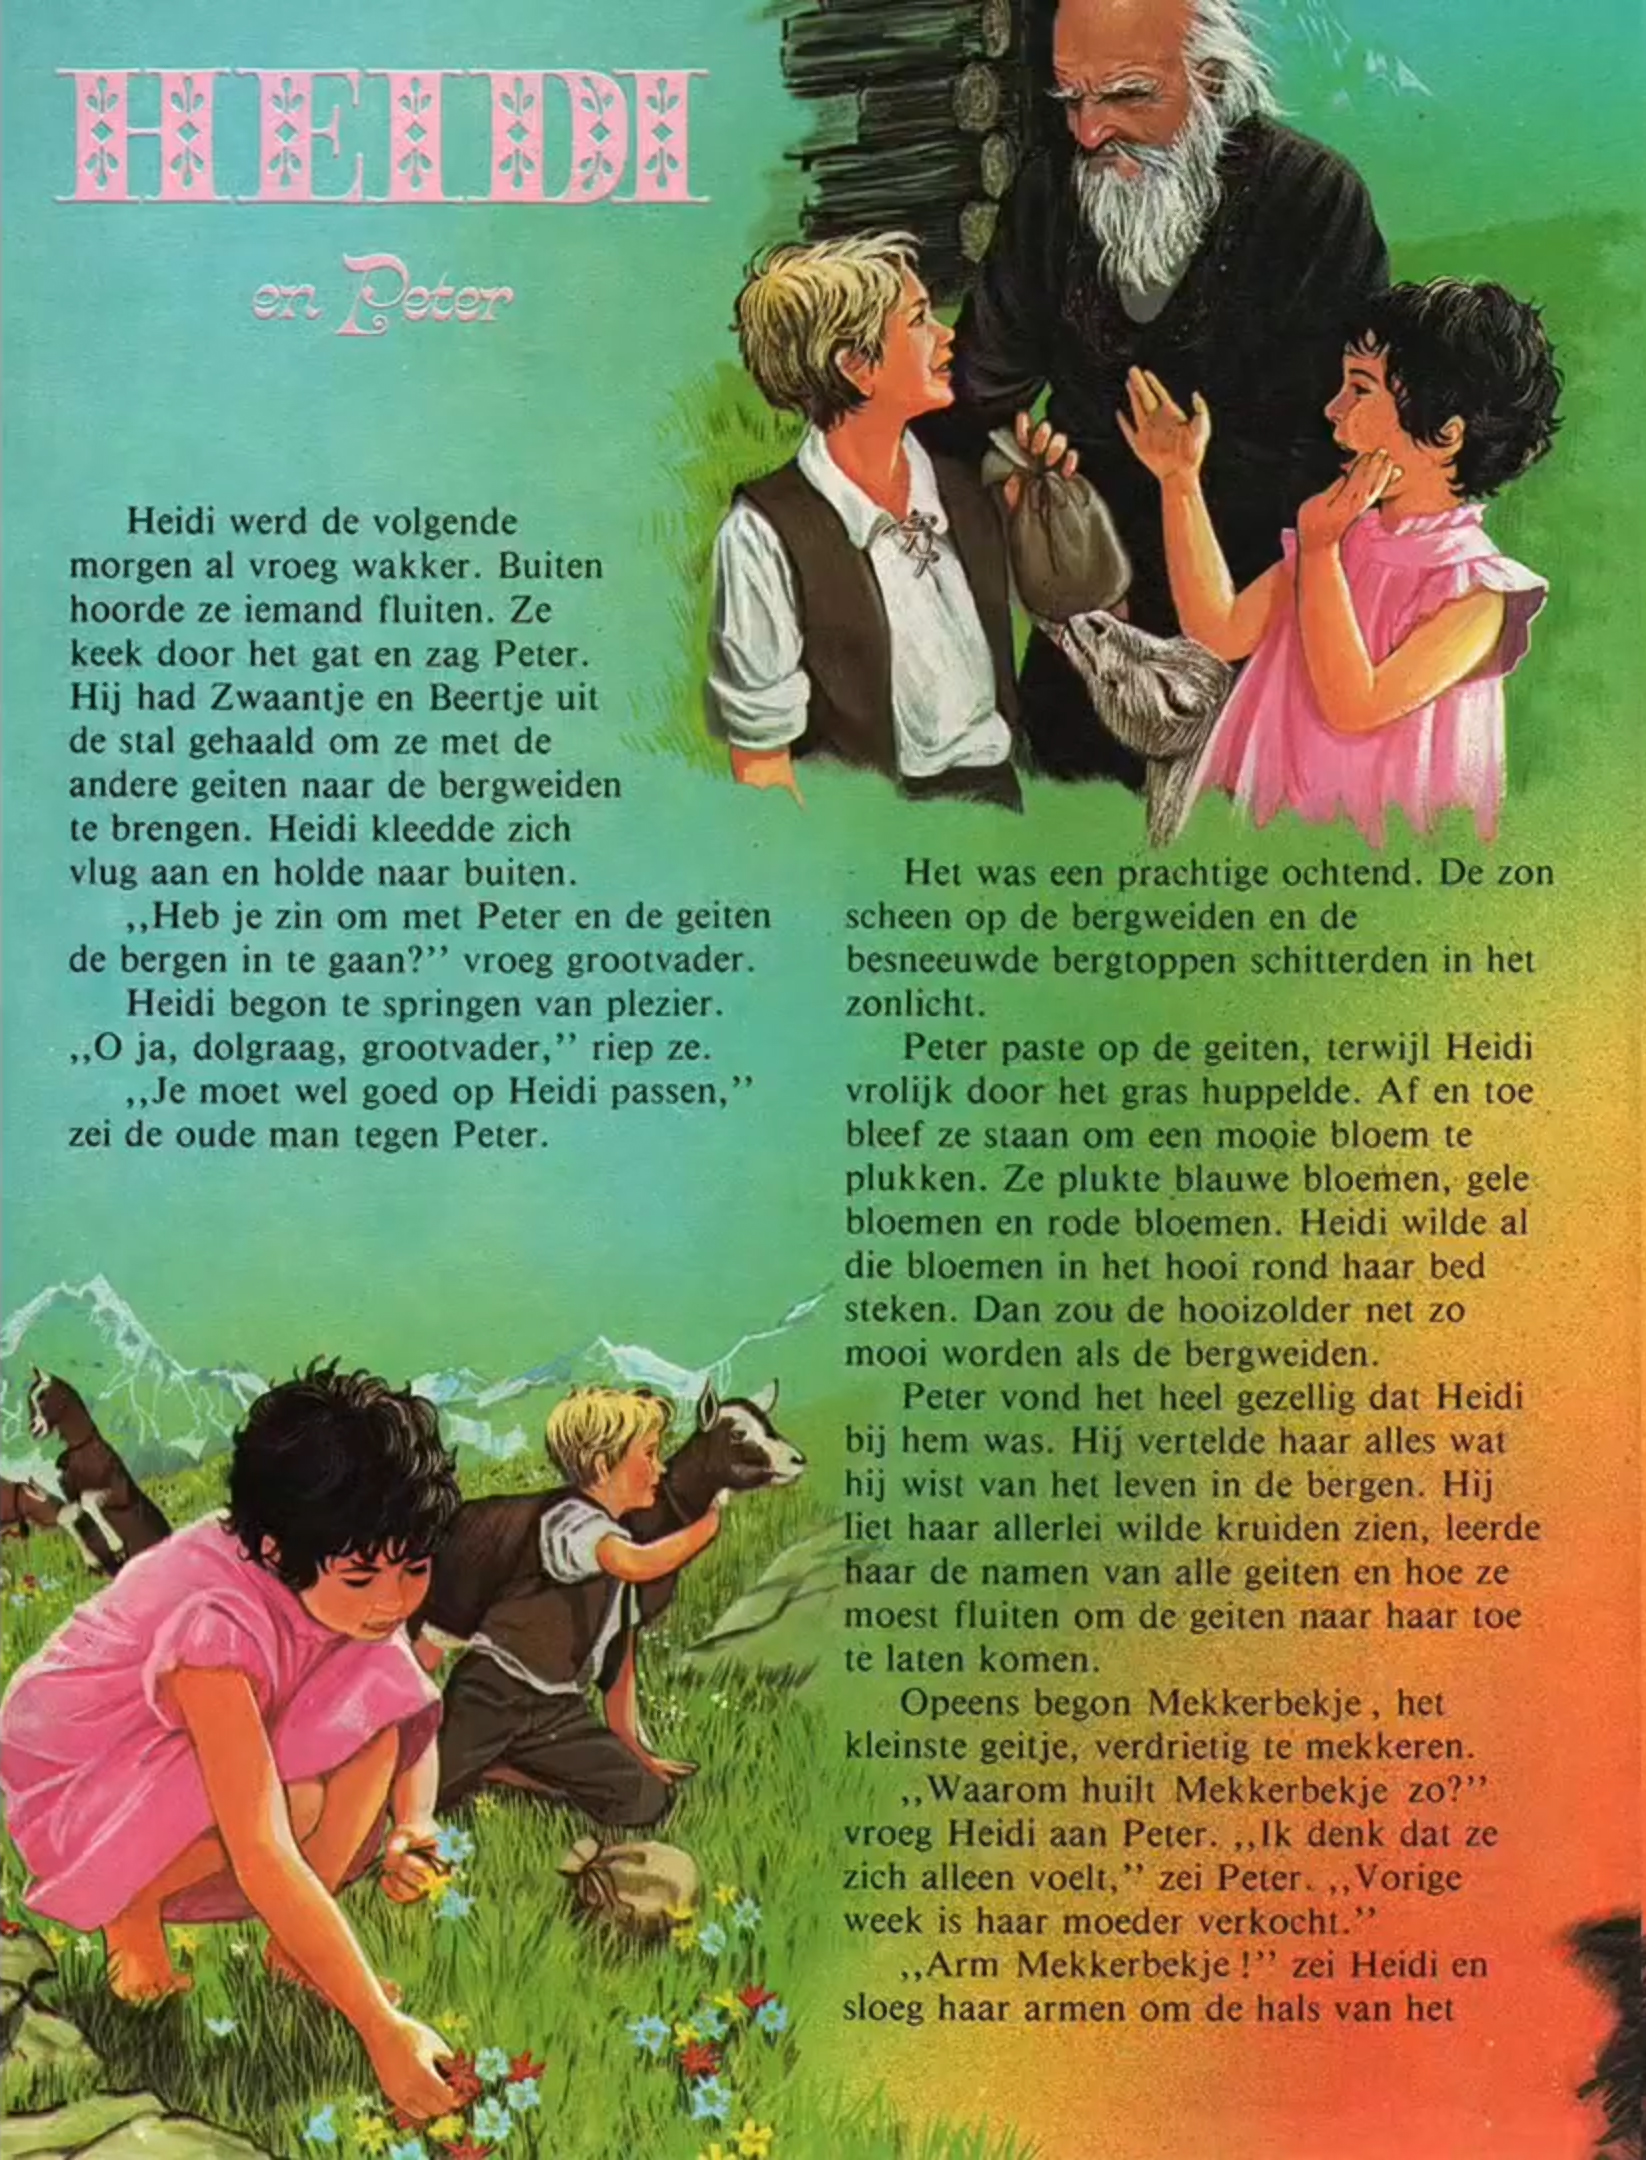 HEIDI
en Peter
Heidi werd de volgende
morgen al vroeg wakker. Buiten
hoorde ze iemand fluiten. Ze
keek door het gat en zag Peter.
Hij had Zwaantje en Beertje uit
de stal gehaald om ze met de
andere geiten naar de bergweiden
te brengen. Heidi kleedde zich
vlug aan en holde naar buiten.
,,Heb je zin om met Peter en de geiten
de bergen in te gaan?” vroeg grootvader.
Heidi begon te springen van plezier.
,,O ja, dolgraag, grootvader,” riep ze.
,,Je moet wel goed op Heidi passen,”
zei de oude man tegen Peter.
Het was een prachtige ochtend. De zon
scheen op de bergweiden en de
besneeuwde bergtoppen schitterden in het
zonlicht.
Peter paste op de geiten, terwijl Heidi
vrolijk door het gras huppelde. Af en toe
bleef ze staan om een mooie bloem te
plukken. Ze plukte blauwe bloemen, gele
bloemen en rode bloemen. Heidi wilde al
die bloemen in het hooi rond haar bed
steken. Dan zou de hooizolder net zo
mooi worden als de bergweiden.
Peter vond het heel gezellig dat Heidi
bij hem was. Hij vertelde haar alles wat
hij wist van het leven in de bergen. Hij
liet haar allerlei wilde kruiden zien, leerde
haar de namen van alle geiten en hoe ze
moest fluiten om de geiten naar haar toe
te laten komen.
Opeens begon Mekkerbekje, het
kleinste geitje, verdrietig te mekkeren.
,,Waarom huilt Mekkerbekje zo?”
vroeg Heidi aan Peter. ,,Ik denk dat ze
zich alleen voelt,” zei Peter. ,,Vorige
week is haar moeder verkocht.”
,,Arm Mekkerbekje!” zei Heidi en
sloeg haar armen om de hals van het